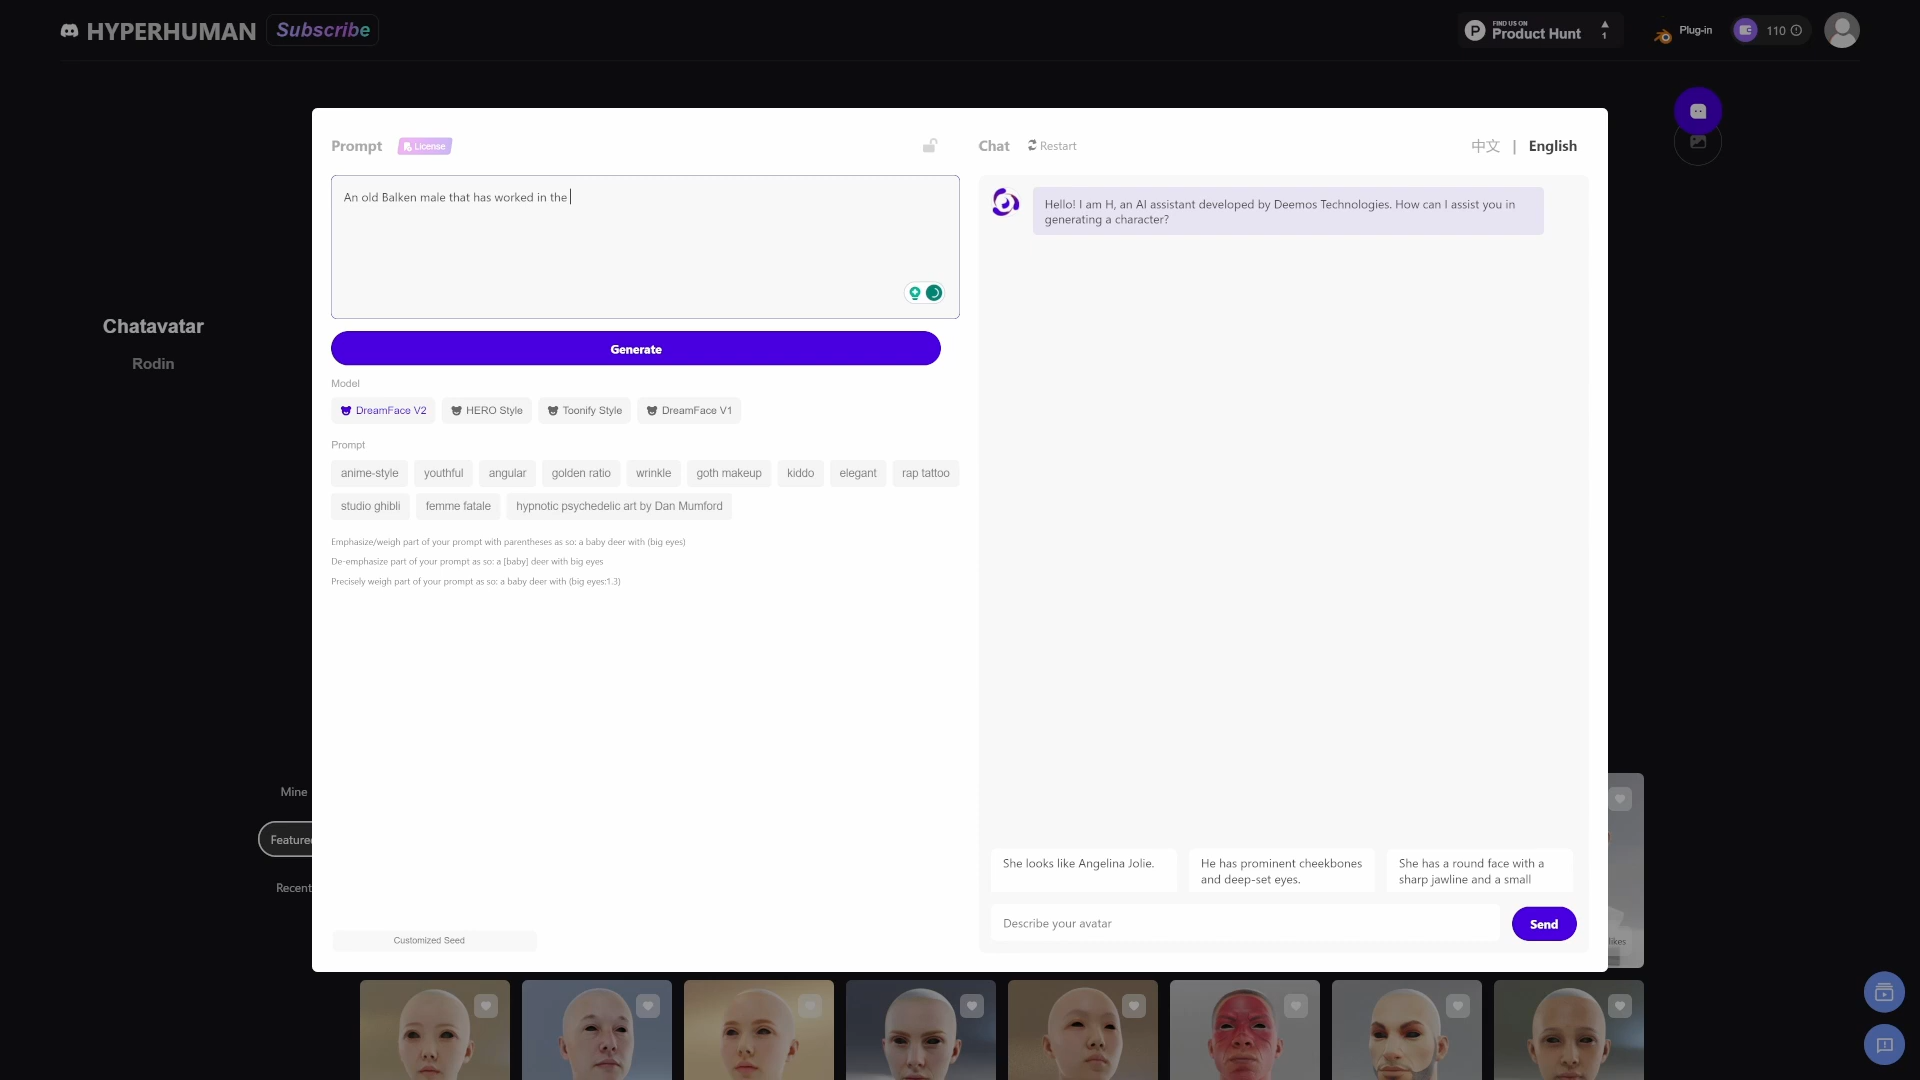 HYPERHUMAN
Subscribe
FIND US ON
Product Hunt
1
Plug-in
110
Prompt
License
Chat
Restart
中文 | English
An old Balken male that has worked in the
Hello! I am H, an AI assistant developed by Deemos Technologies. How can I assist you in
generating a character?
Chatavatar
Rodin
Generate
Model
DreamFace V2
HERO Style
Toonify Style
DreamFace V1
Prompt
anime-style
youthful
angular
golden ratio
wrinkle
goth makeup
kiddo
elegant
rap tattoo
studio ghibli
femme fatale
hypnotic psychedelic art by Dan Mumford
Emphasize/weigh part of your prompt with parentheses as so: a baby deer with (big eyes)
De-emphasize part of your prompt as so: a [baby] deer with big eyes
Precisely weigh part of your prompt as so: a baby deer with (big eyes:1.3)
Mine
Featured
Recent
She looks like Angelina Jolie.
He has prominent cheekbones
and deep-set eyes.
She has a round face with a
sharp jawline and a small
Describe your avatar
Send
Customized Seed
likes